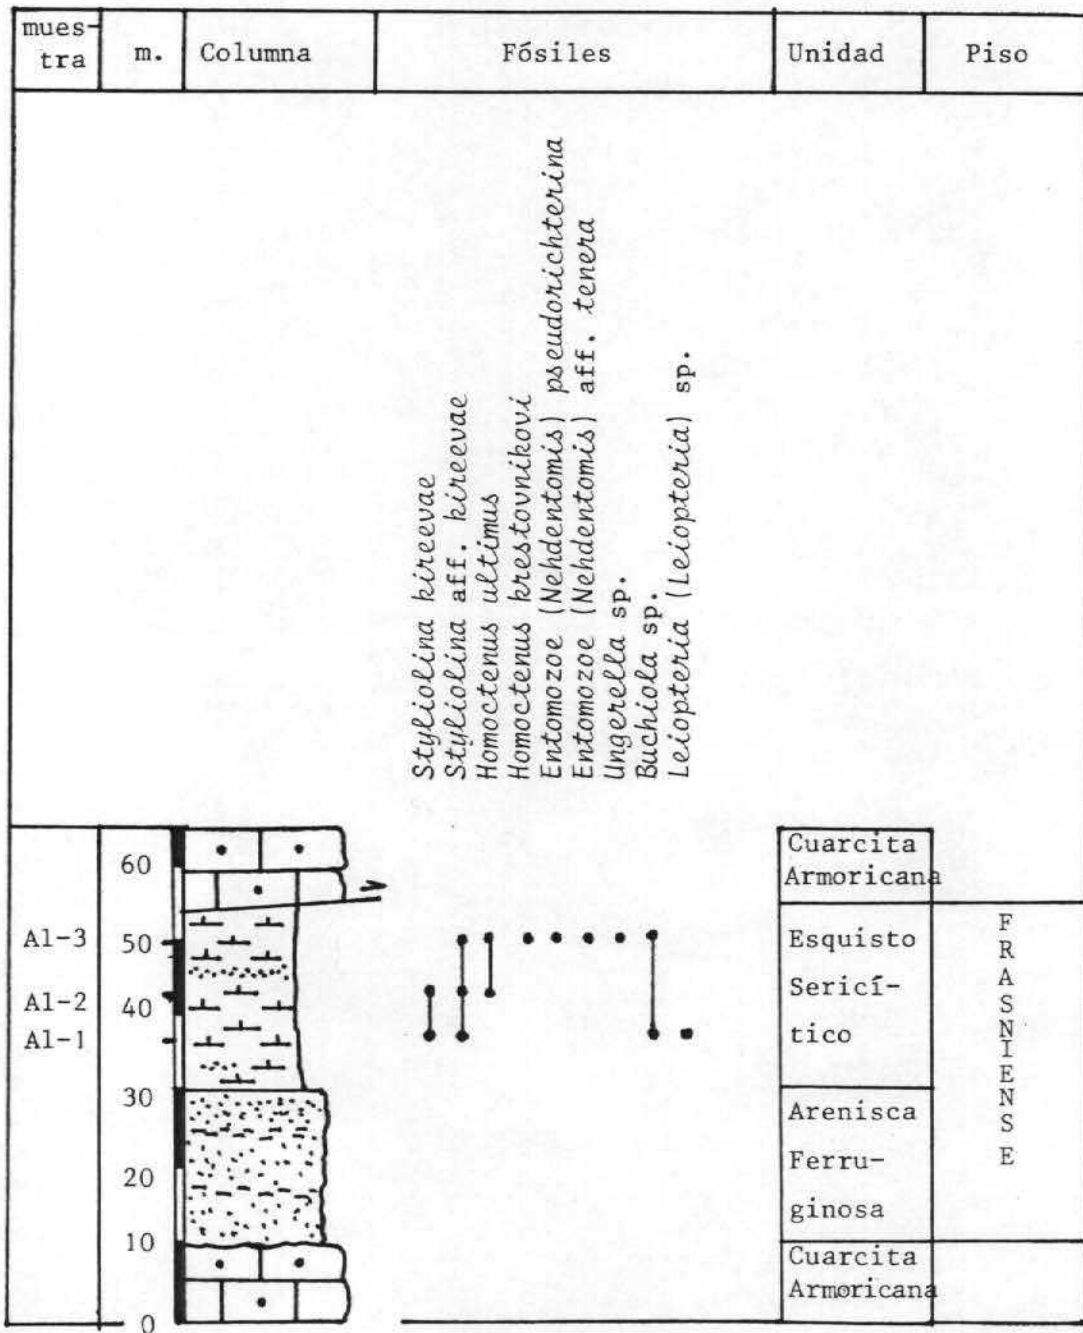 mues-
tra
m.
Columna
Fósiles
Unidad
Piso
Styliolina kireevae
Styliolina aff. kireevae
Homoctenus ultimus
Homoctenus krestovnikovi
Entomozoe (Nehdentomis) pseudorichterina
Entomozoe (Nehdentomis) aff. tenera
Ungerella sp.
Buchiola sp.
Leiopteria (Leiopteria) sp.
60
Cuarcita
Armoricana
Al-3
50
Esquisto
Al-2
40
Sericí-
Al-1
tico
30
Arenisca
20
Ferru-
ginosa
10
Cuarcita
Armoricana
0
FRASNIENSE